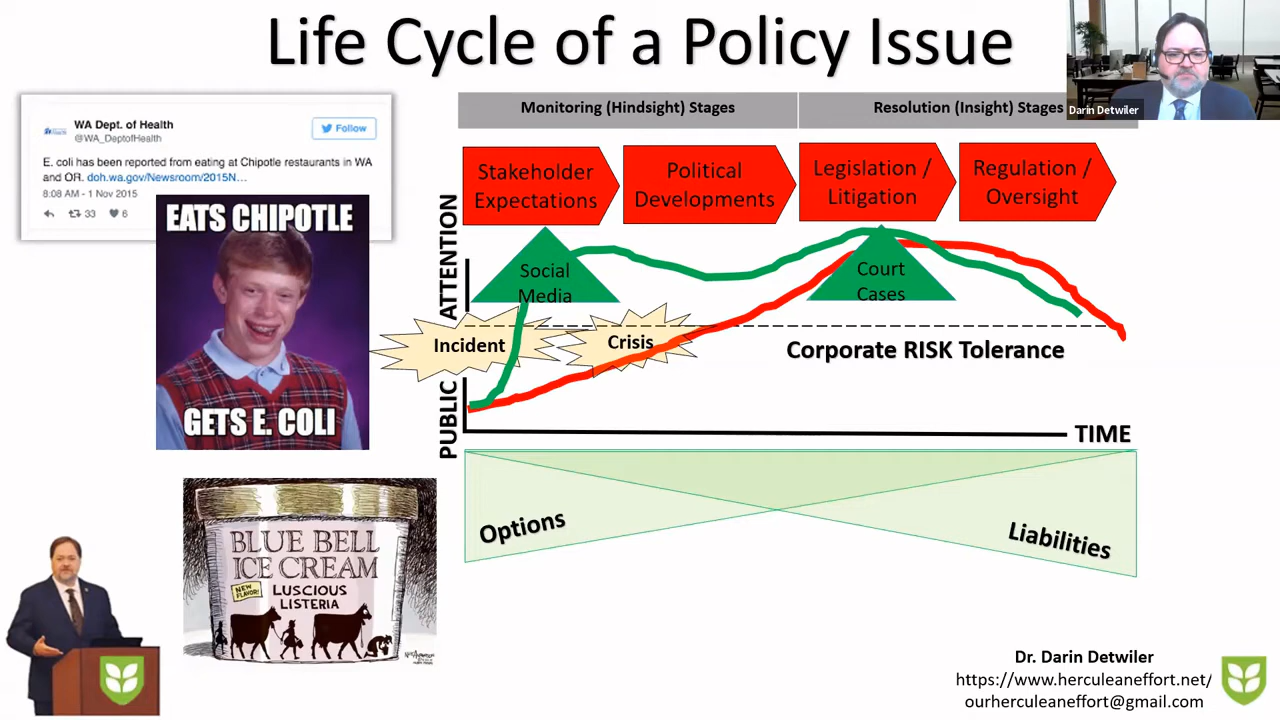 Life Cycle of a Policy Issue
Darin Detwiler
Monitoring (Hindsight) Stages
Resolution (Insight) Stages
WA Dept. of Health
@WA_DeptofHealth
Follow
E. coli has been reported from eating at Chipotle restaurants in WA
and OR. doh.wa.gov/Newsroom/2015N...
8:08 AM - 1 Nov 2015
33
6
Stakeholder
Expectations
Political
Developments
Legislation /
Litigation
Regulation /
Oversight
EATS CHIPOTLE
GETS E. COLI
PUBLIC ATTENTION
Social
Media
Court
Cases
Incident
Crisis
Corporate RISK Tolerance
TIME
Options
Liabilities
BLUE BELL
ICE CREAM
NEW
FLAVOR!
LUSCIOUS
LISTERIA
Dr. Darin Detwiler
https://www.herculeaneffort.net/
ourherculeaneffort@gmail.com